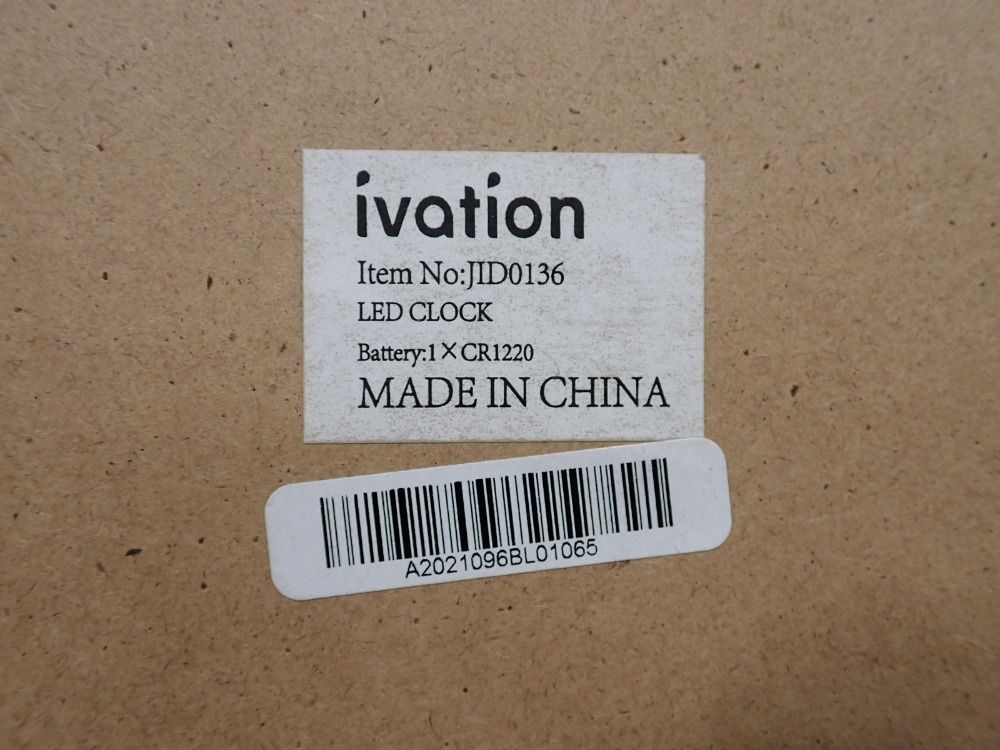 ivation
Item No:JID0136
LED CLOCK
Battery:1×CR1220
MADE IN CHINA
A2021096BL01065